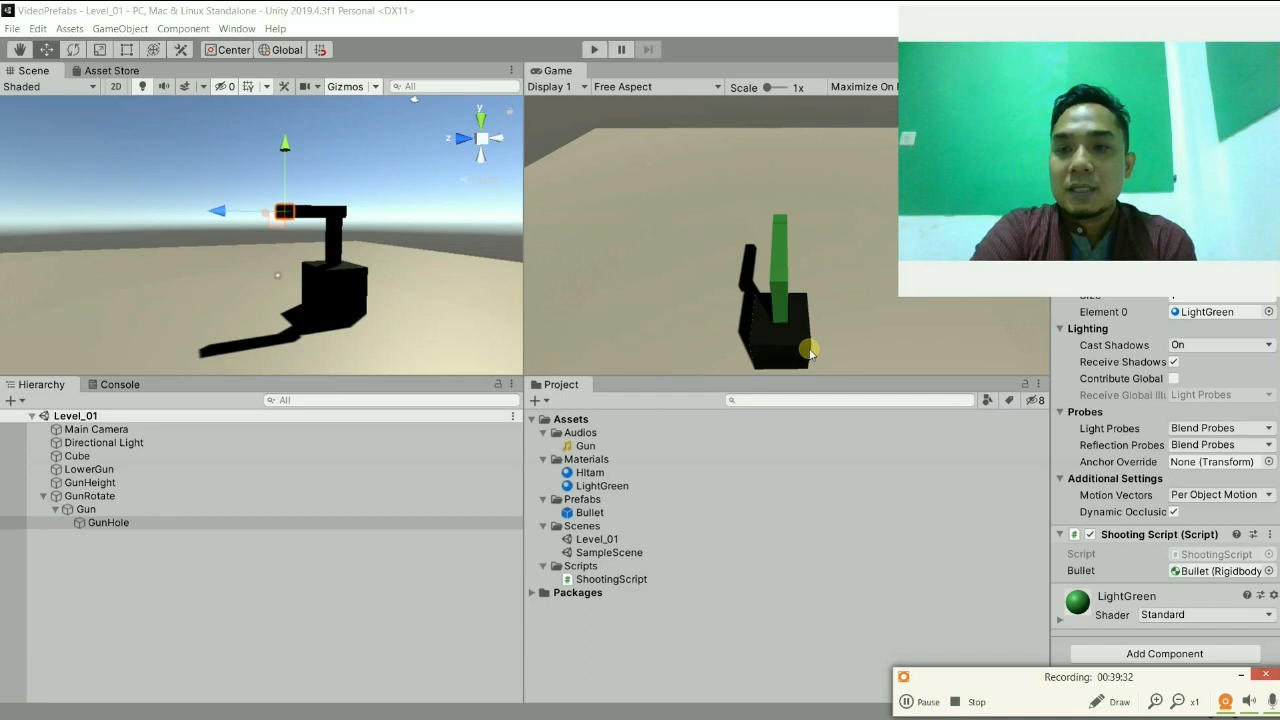 VideoPrefabs - Level_01 - PC, Mac & Linux Standalone - Unity 2019.4.3f1 Personal <DX11>
File Edit Assets GameObject Component Window Help
Center Global
Scene Asset Store
Game
Shaded 2D 0 Gizmos All
Display 1 Free Aspect Scale 1x Maximize On
y
z
Element 0 LightGreen
Lighting
Cast Shadows On
Receive Shadows
Contribute Global
Receive Global Illu Light Probes
Probes
Light Probes Blend Probes
Reflection Probes Blend Probes
Anchor Override None (Transform)
Additional Settings
Motion Vectors Per Object Motion
Dynamic Occlusic
Shooting Script (Script)
Script ShootingScript
Bullet Bullet (Rigidbody
LightGreen
Shader Standard
Add Component
Hierarchy Console
All
Level_01
Main Camera
Directional Light
Cube
LowerGun
GunHeight
GunRotate
Gun
GunHole
Project
8
Assets
Audios
Gun
Materials
HItam
LightGreen
Prefabs
Bullet
Scenes
Level_01
SampleScene
Scripts
ShootingScript
Packages
Recording: 00:39:32
Pause Stop Draw x1